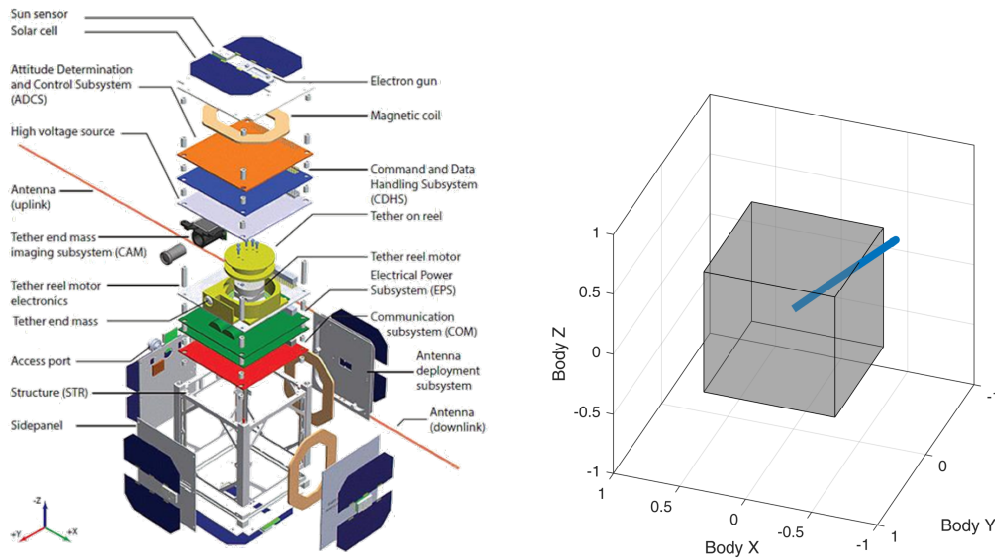 Sun sensor
Solar cell
Attitude Determination
and Control Subsystem
(ADCS)
High voltage source
Antenna
(uplink)
Tether end mass
imaging subsystem (CAM)
Tether reel motor
electronics
Tether end mass
Access port
Structure (STR)
Sidepanel
-Z
+Y
+X
Electron gun
Magnetic coil
Command and Data
Handling Subsystem
(CDHS)
Tether on reel
Tether reel motor
Electrical Power
Subsystem (EPS)
Communication
subsystem (COM)
Antenna
deployment
subsystem
Antenna
(downlink)
Body Z
1
0.5
0
-0.5
-1
1
0.5
0
-0.5
-1
Body X
1
0
-1
Body Y